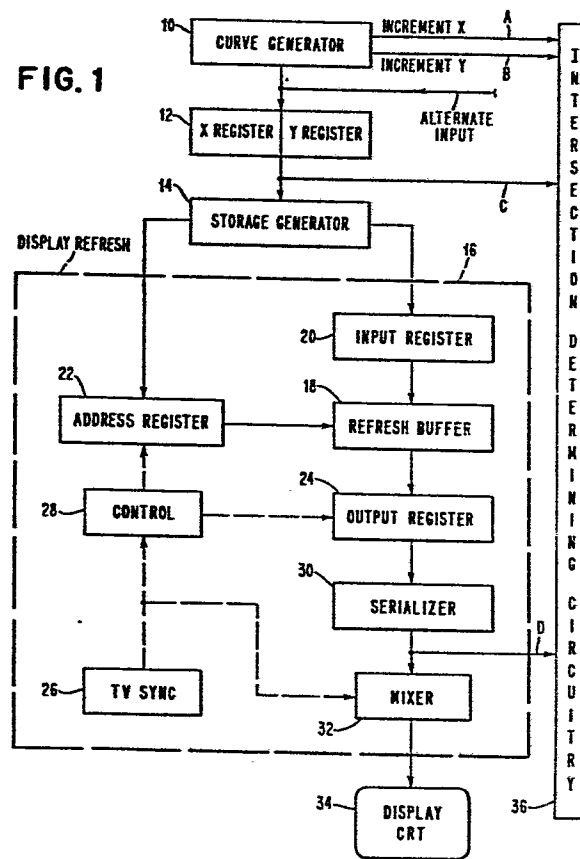 FIG. 1
10
CURVE GENERATOR
INCREMENT X
A
INCREMENT Y
B
ALTERNATE
INPUT
12
X REGISTER
Y REGISTER
C
14
STORAGE GENERATOR
DISPLAY REFRESH
16
20
INPUT REGISTER
22
ADDRESS REGISTER
18
REFRESH BUFFER
24
28
CONTROL
OUTPUT REGISTER
30
SERIALIZER
D
26
TV SYNC
MIXER
32
34
DISPLAY
CRT
36
INTERSECTION DETERMINING CIRCUITRY